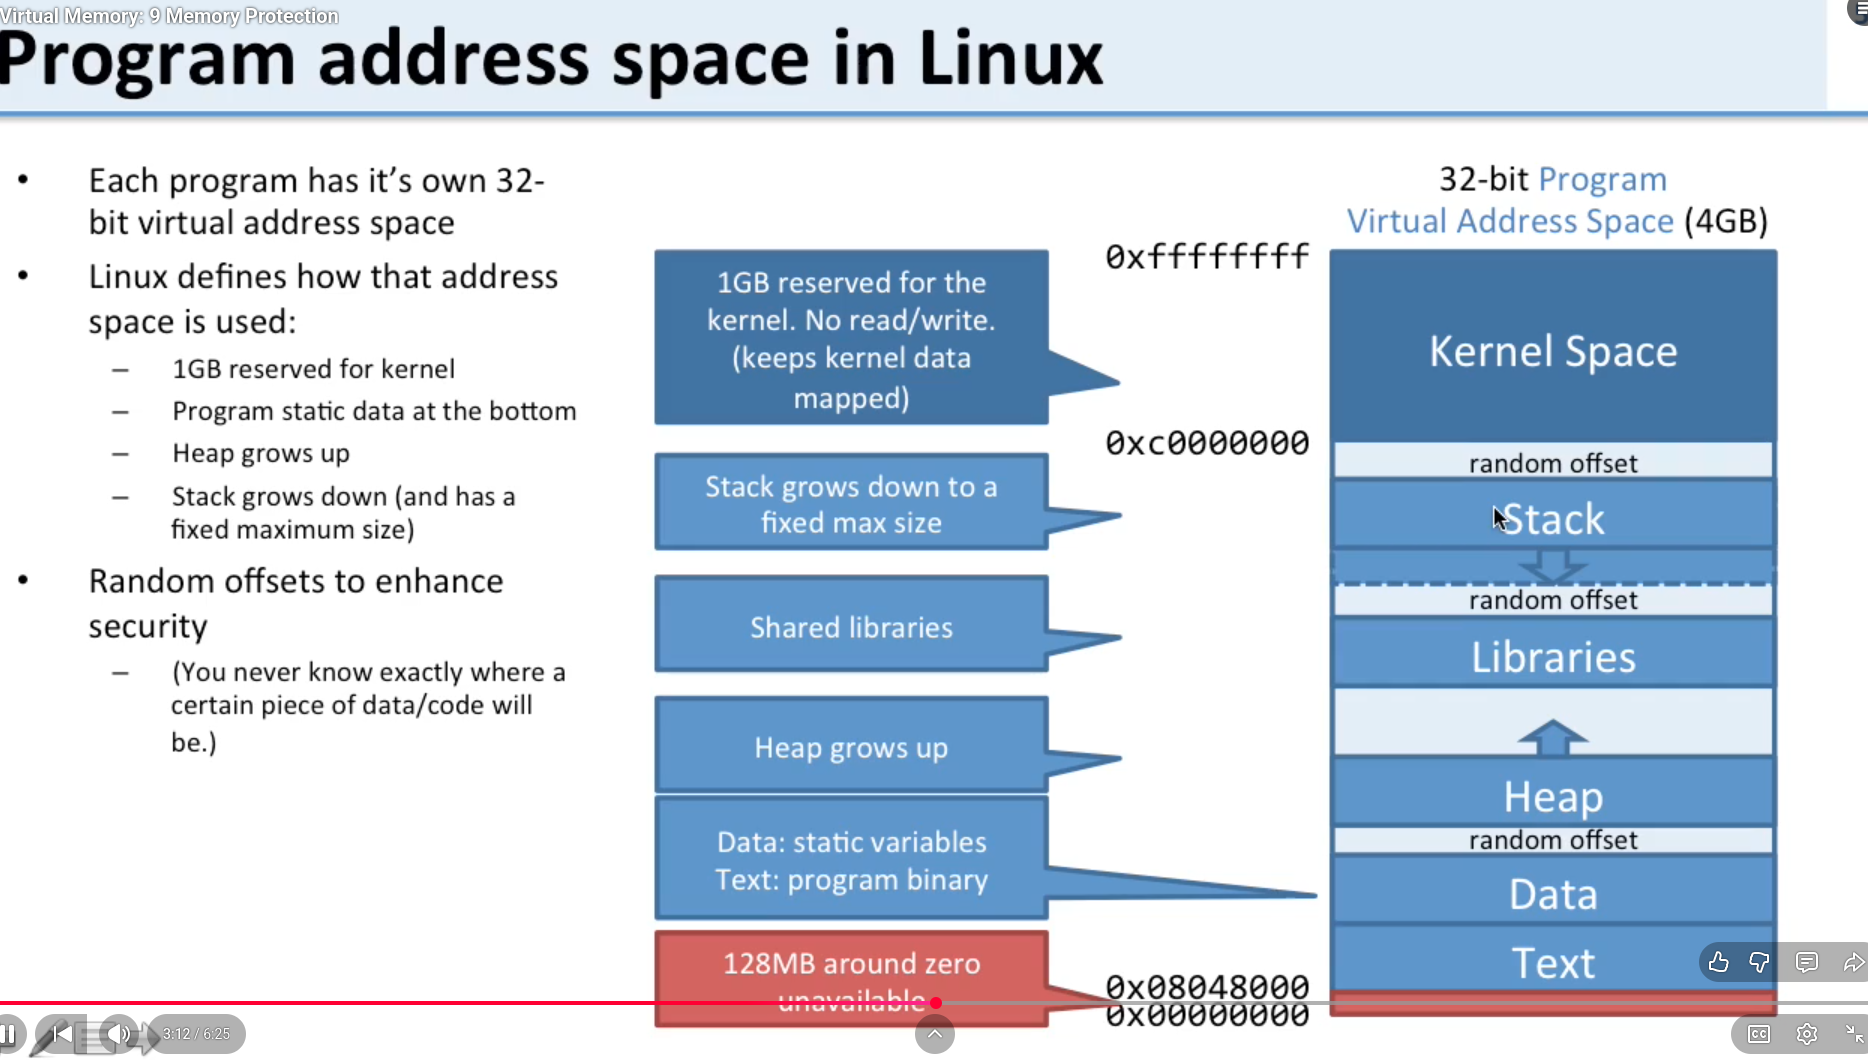 Virtual Memory: 9 Memory Protection
Program address space in Linux
• Each program has it’s own 32-
bit virtual address space
• Linux defines how that address
space is used:
– 1GB reserved for kernel
– Program static data at the bottom
– Heap grows up
– Stack grows down (and has a
fixed maximum size)
• Random offsets to enhance
security
– (You never know exactly where a
certain piece of data/code will
be.)
1GB reserved for the
kernel. No read/write.
(keeps kernel data
mapped)
Stack grows down to a
fixed max size
Shared libraries
Heap grows up
Data: static variables
Text: program binary
128MB around zero
unavailable
32-bit Program
Virtual Address Space (4GB)
0xffffffff
0xc0000000
0x08048000
0x00000000
Kernel Space
random offset
Stack
random offset
Libraries
Heap
random offset
Data
Text
3:12 / 6:25
CC